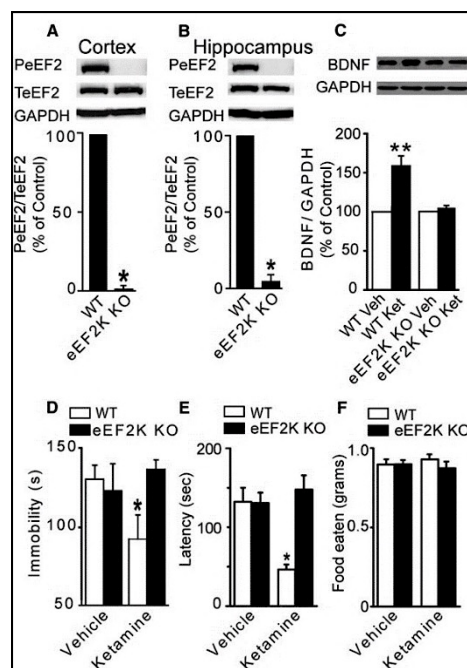 A
Cortex
PeEF2
TeEF2
GAPDH
PeEF2/TeEF2
(% of Control)
100
50
0
*
WT
eEF2K KO
B
Hippocampus
PeEF2
TeEF2
GAPDH
PeEF2/TeEF2
(% of Control)
100
50
0
*
WT
eEF2K KO
C
BDNF
GAPDH
BDNF/GAPDH
(% of Control)
200
150
100
50
0
**
WT Veh
WT Ket
eEF2K KO Veh
eEF2K KO Ket
D
WT
eEF2K KO
Immobility (s)
150
100
50
*
Vehicle
Ketamine
E
WT
eEF2K KO
Latency (sec)
200
100
0
*
Vehicle
Ketamine
F
WT
eEF2K KO
Food eaten (grams)
1.0
0.5
0
Vehicle
Ketamine